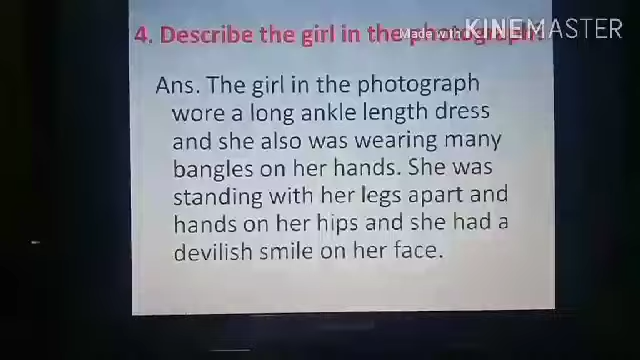 4. Describe the girl in the photograph.
Made with KINEMASTER
Ans. The girl in the photograph
wore a long ankle length dress
and she also was wearing many
bangles on her hands. She was
standing with her legs apart and
hands on her hips and she had a
devilish smile on her face.